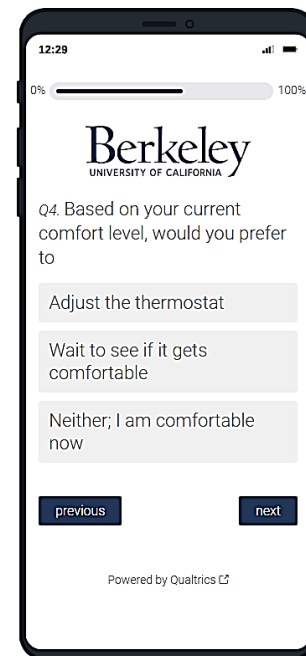 12:29
0% 100%
Berkeley
UNIVERSITY OF CALIFORNIA
Q4. Based on your current
comfort level, would you prefer
to
Adjust the thermostat
Wait to see if it gets
comfortable
Neither; I am comfortable
now
previous next
Powered by Qualtrics